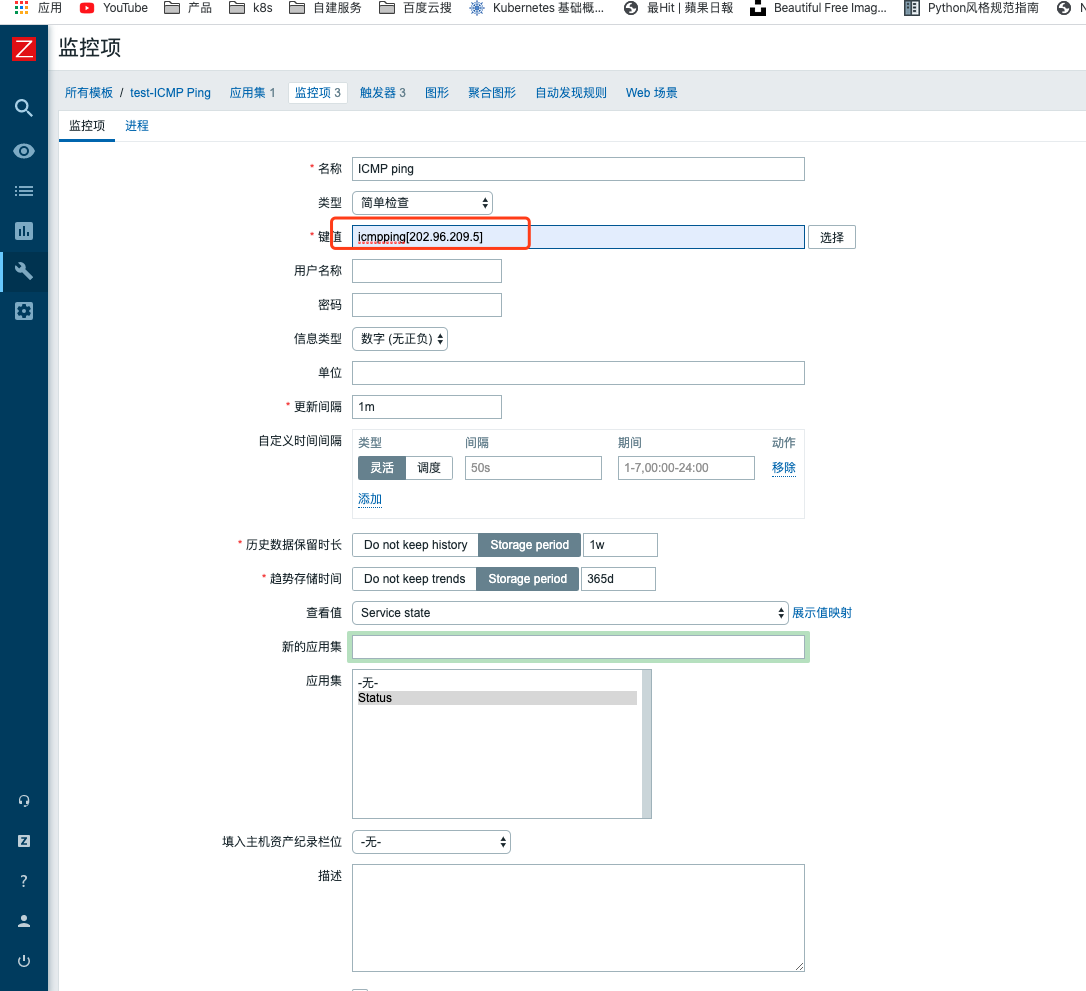 应用 YouTube 产品 k8s 自建服务 百度云搜 Kubernetes 基础概... 最Hit | 蘋果日報 Beautiful Free Imag... Python风格规范指南
监控项
所有模板 / test-ICMP Ping 应用集 1 监控项 3 触发器 3 图形 聚合图形 自动发现规则 Web 场景
监控项 进程
* 名称 ICMP ping
类型 简单检查
* 键值 icmpping[202.96.209.5] 选择
用户名称
密码
信息类型 数字 (无正负)
单位
* 更新间隔 1m
自定义时间间隔 类型 间隔 期间 动作
灵活 调度 50s 1-7,00:00-24:00 移除
添加
* 历史数据保留时长 Do not keep history Storage period 1w
* 趋势存储时间 Do not keep trends Storage period 365d
查看值 Service state 展示值映射
新的应用集
应用集 -无-
Status
填入主机资产纪录栏位 -无-
描述